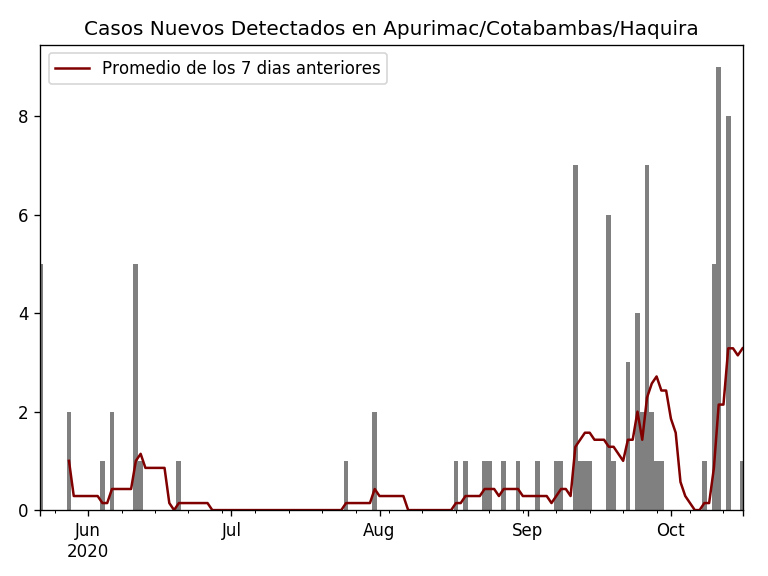 Casos Nuevos Detectados en Apurimac/Cotabambas/Haquira
Promedio de los 7 dias anteriores
8
6
4
2
0
Jun Jul Aug Sep Oct
2020